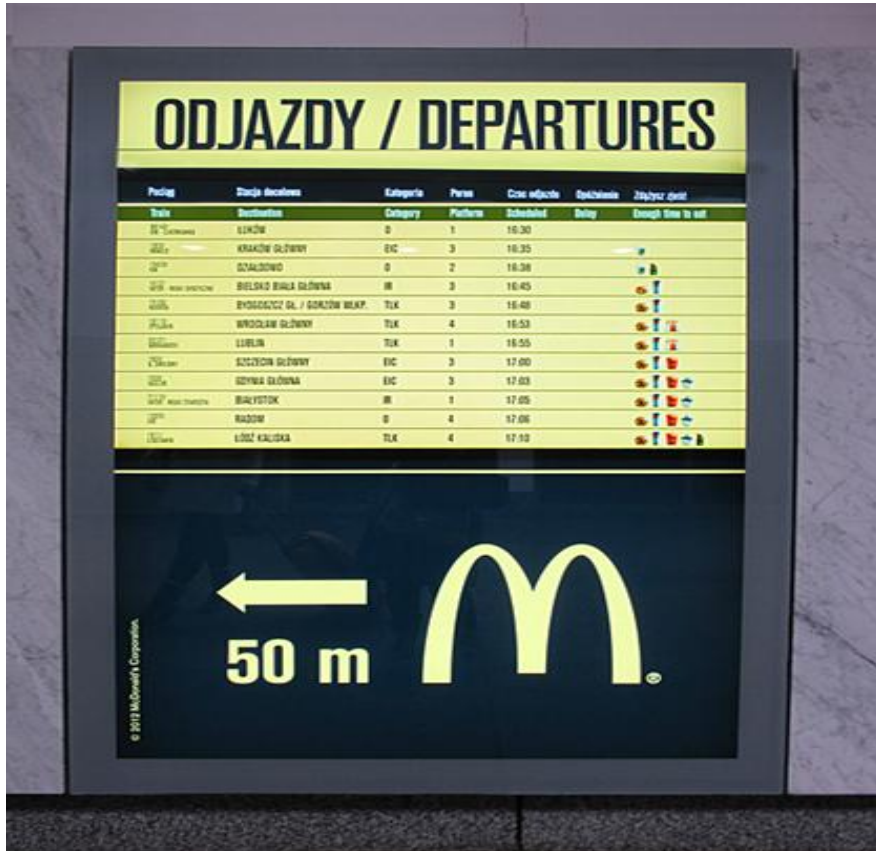 ODJAZDY / DEPARTURES
Pociąg Stacja docelowa Kategoria Peron Czas odjazdu Opóźnienie Zdążysz zjeść
Train Destination Category Platform Scheduled Delay Enough time to eat
ŁUKÓW O 1 16:30
KRAKÓW GŁÓWNY EIC 3 16:35
DZIAŁDOWO O 2 16:38
BIELSKO BIAŁA GŁÓWNA IR 3 16:45
BYDGOSZCZ GŁ. / GORZÓW WLKP. TLK 3 16:48
WROCŁAW GŁÓWNY TLK 4 16:53
LUBLIN TLK 1 16:55
SZCZECIN GŁÓWNY EIC 3 17:00
GDYNIA GŁÓWNA EIC 3 17:03
BIAŁYSTOK IR 1 17:05
RADOM O 4 17:06
ŁÓDŹ KALISKA TLK 4 17:10
50 m
© 2012 McDonald's Corporation.